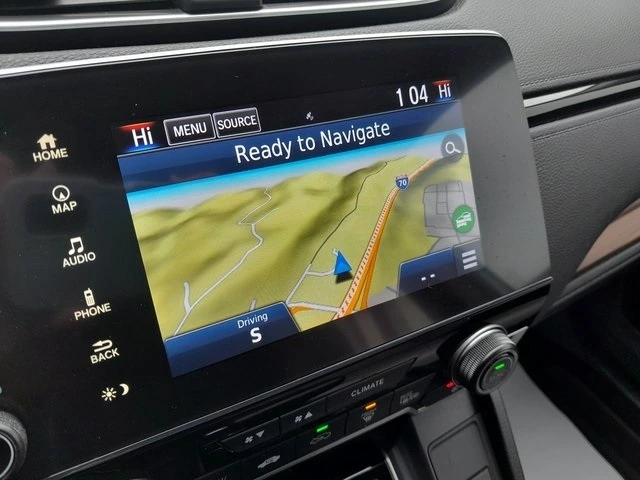 Hi
MENU
SOURCE
1 04
Hi
Ready to Navigate
HOME
MAP
AUDIO
PHONE
BACK
70
Driving
S
--
CLIMATE